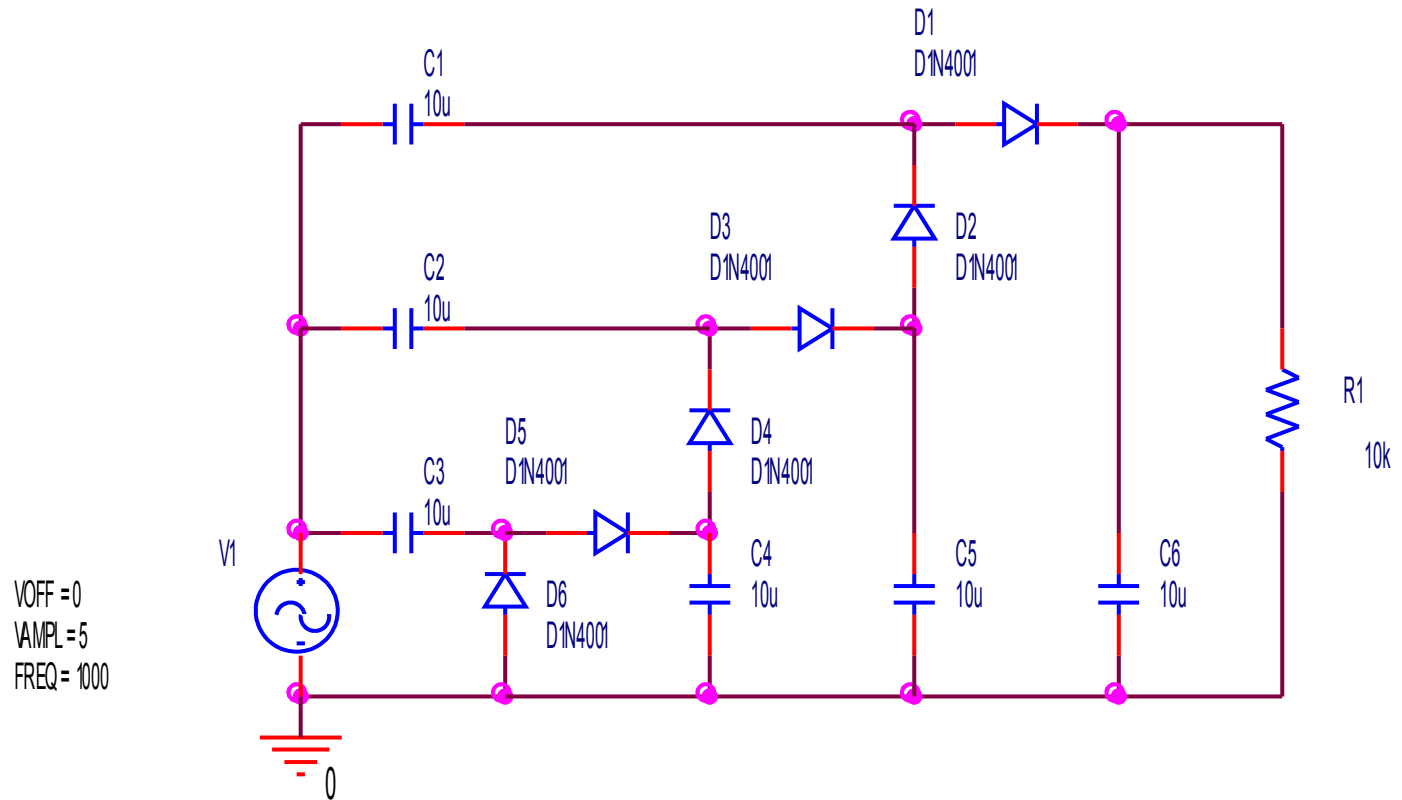 D1
D1N4001
C1
10u
D3
D1N4001
D2
D1N4001
C2
10u
R1
10k
D5
D1N4001
D4
D1N4001
C3
10u
V1
C4
10u
C5
10u
C6
10u
D6
D1N4001
VOFF = 0
VAMPL = 5
FREQ = 1000
0